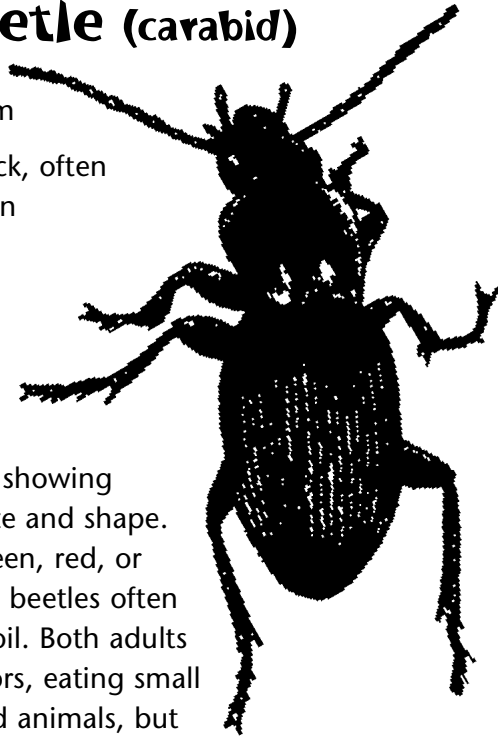 etle (carabid)
m
ck, often
n
showing
e and shape.
een, red, or
beetles often
oil. Both adults
ors, eating small
d animals, but